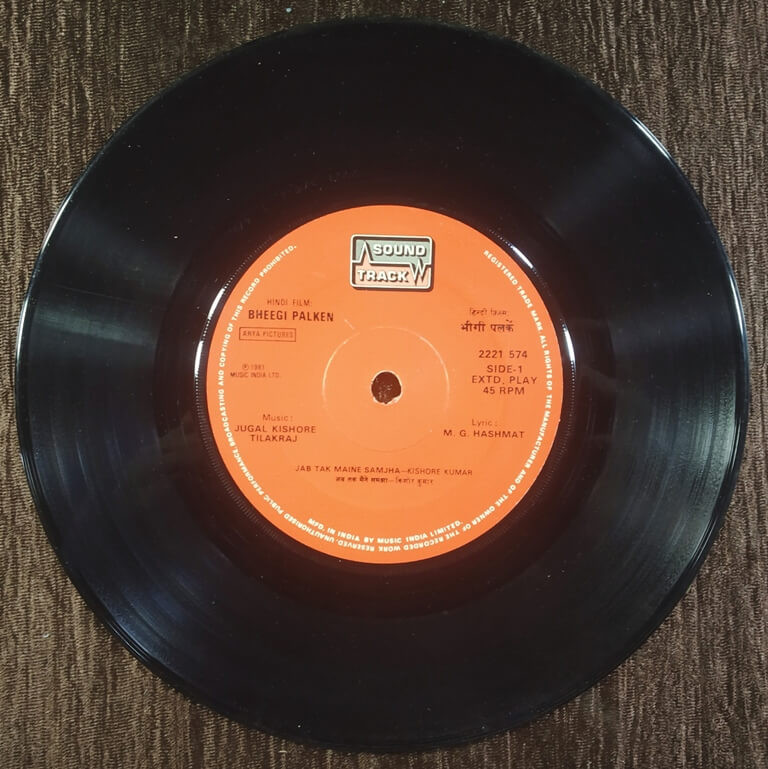 SOUND
TRACK
HINDI FILM:
BHEEGI PALKEN
ARYA PICTURES
℗ 1981
MUSIC INDIA LTD.
हिन्दी फिल्म
भीगी पलकें
2221 574
SIDE-1
EXTD. PLAY
45 RPM
Music:
JUGAL KISHORE
TILAKRAJ
Lyric:
M. G. HASHMAT
JAB TAK MAINE SAMJHA—KISHORE KUMAR
जब तक मैंने समझा—किशोर कुमार
REGISTERED TRADE MARK ALL RIGHTS OF THE MANUFACTURER AND OF THE OWNER OF THE RECORDED WORK RESERVED. UNAUTHORISED PUBLIC PERFORMANCE BROADCASTING AND COPYING OF THIS RECORD PROHIBITED.
MFD. IN INDIA BY MUSIC INDIA LIMITED.